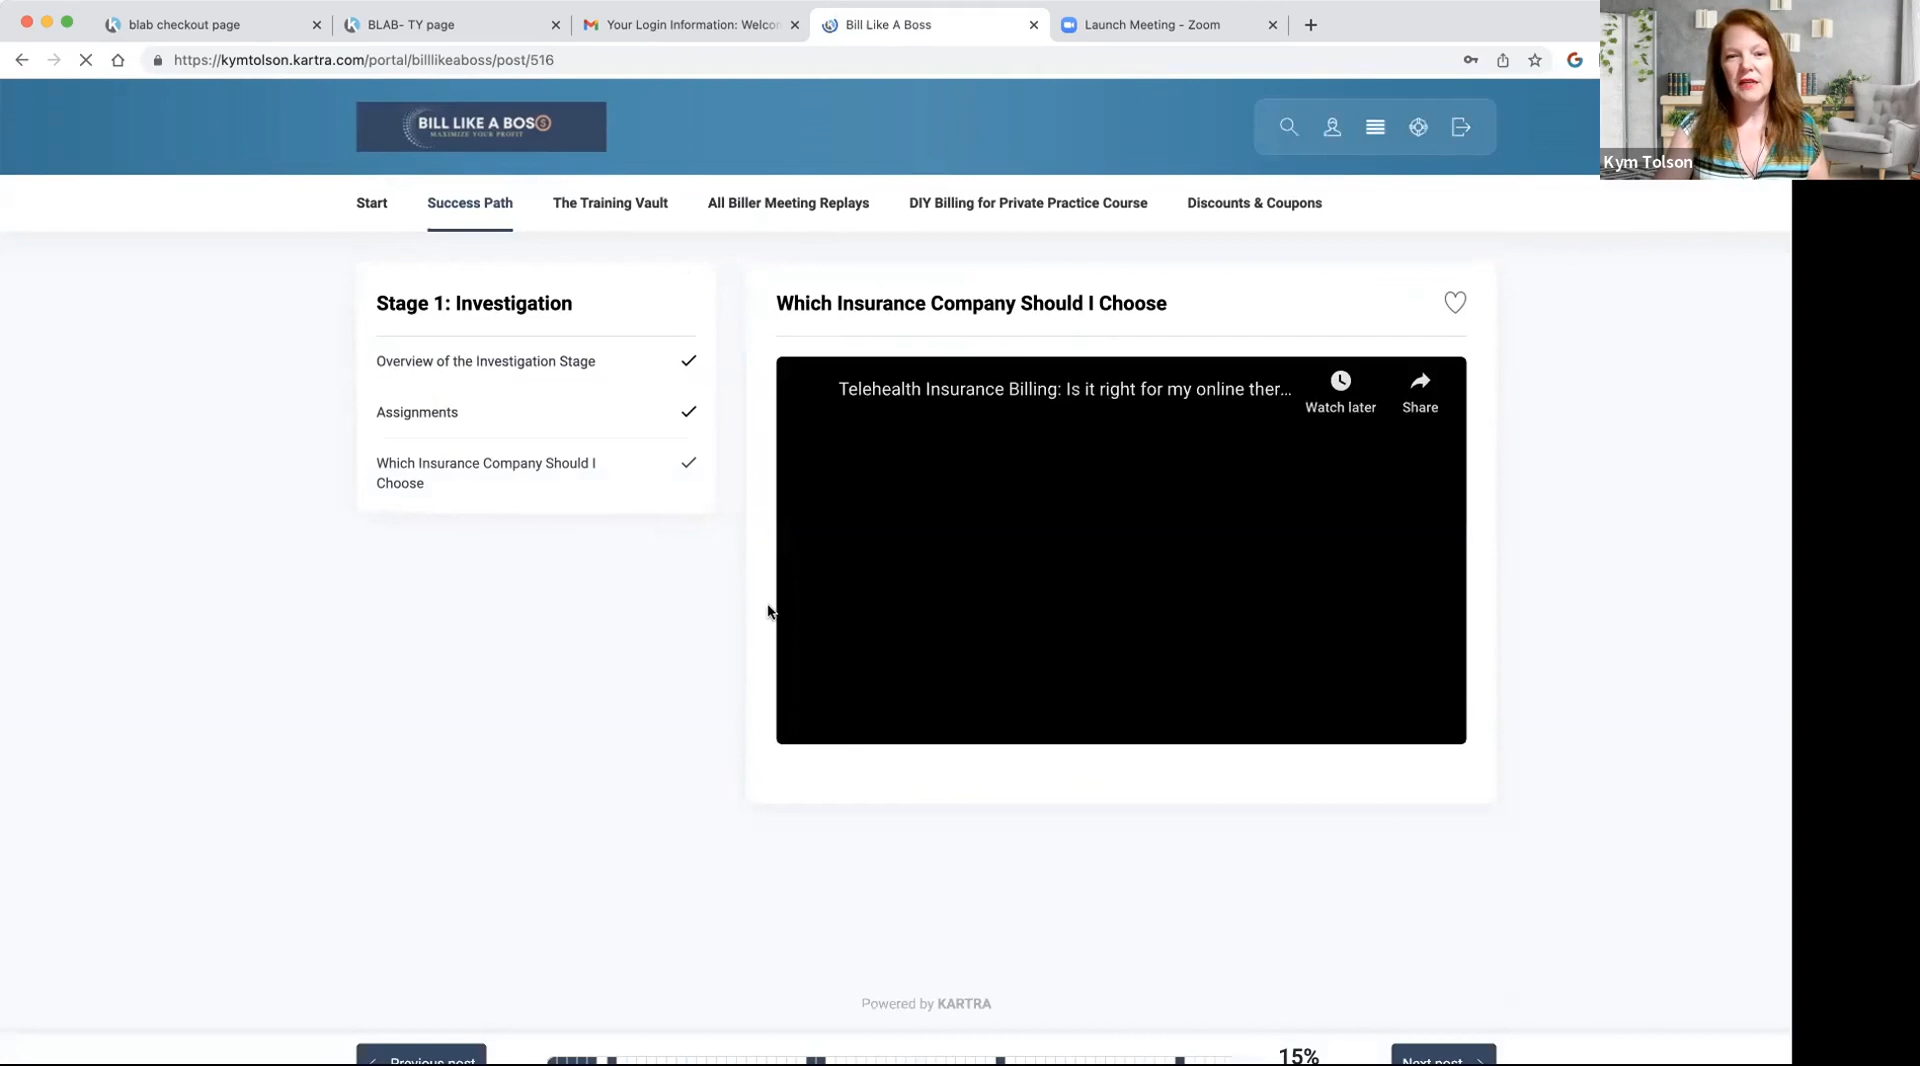 blab checkout page
BLAB- TY page
Your Login Information: Welcon
Bill Like A Boss
Launch Meeting - Zoom
https://kymtolson.kartra.com/portal/billlikeaboss/post/516
Kym Tolson
BILL LIKE A BOSS
MAXIMIZE YOUR PROFIT
Start
Success Path
The Training Vault
All Biller Meeting Replays
DIY Billing for Private Practice Course
Discounts & Coupons
Stage 1: Investigation
Overview of the Investigation Stage
Assignments
Which Insurance Company Should I
Choose
Which Insurance Company Should I Choose
Telehealth Insurance Billing: Is it right for my online ther...
Watch later
Share
Powered by KARTRA
Previous post
15%
Next post